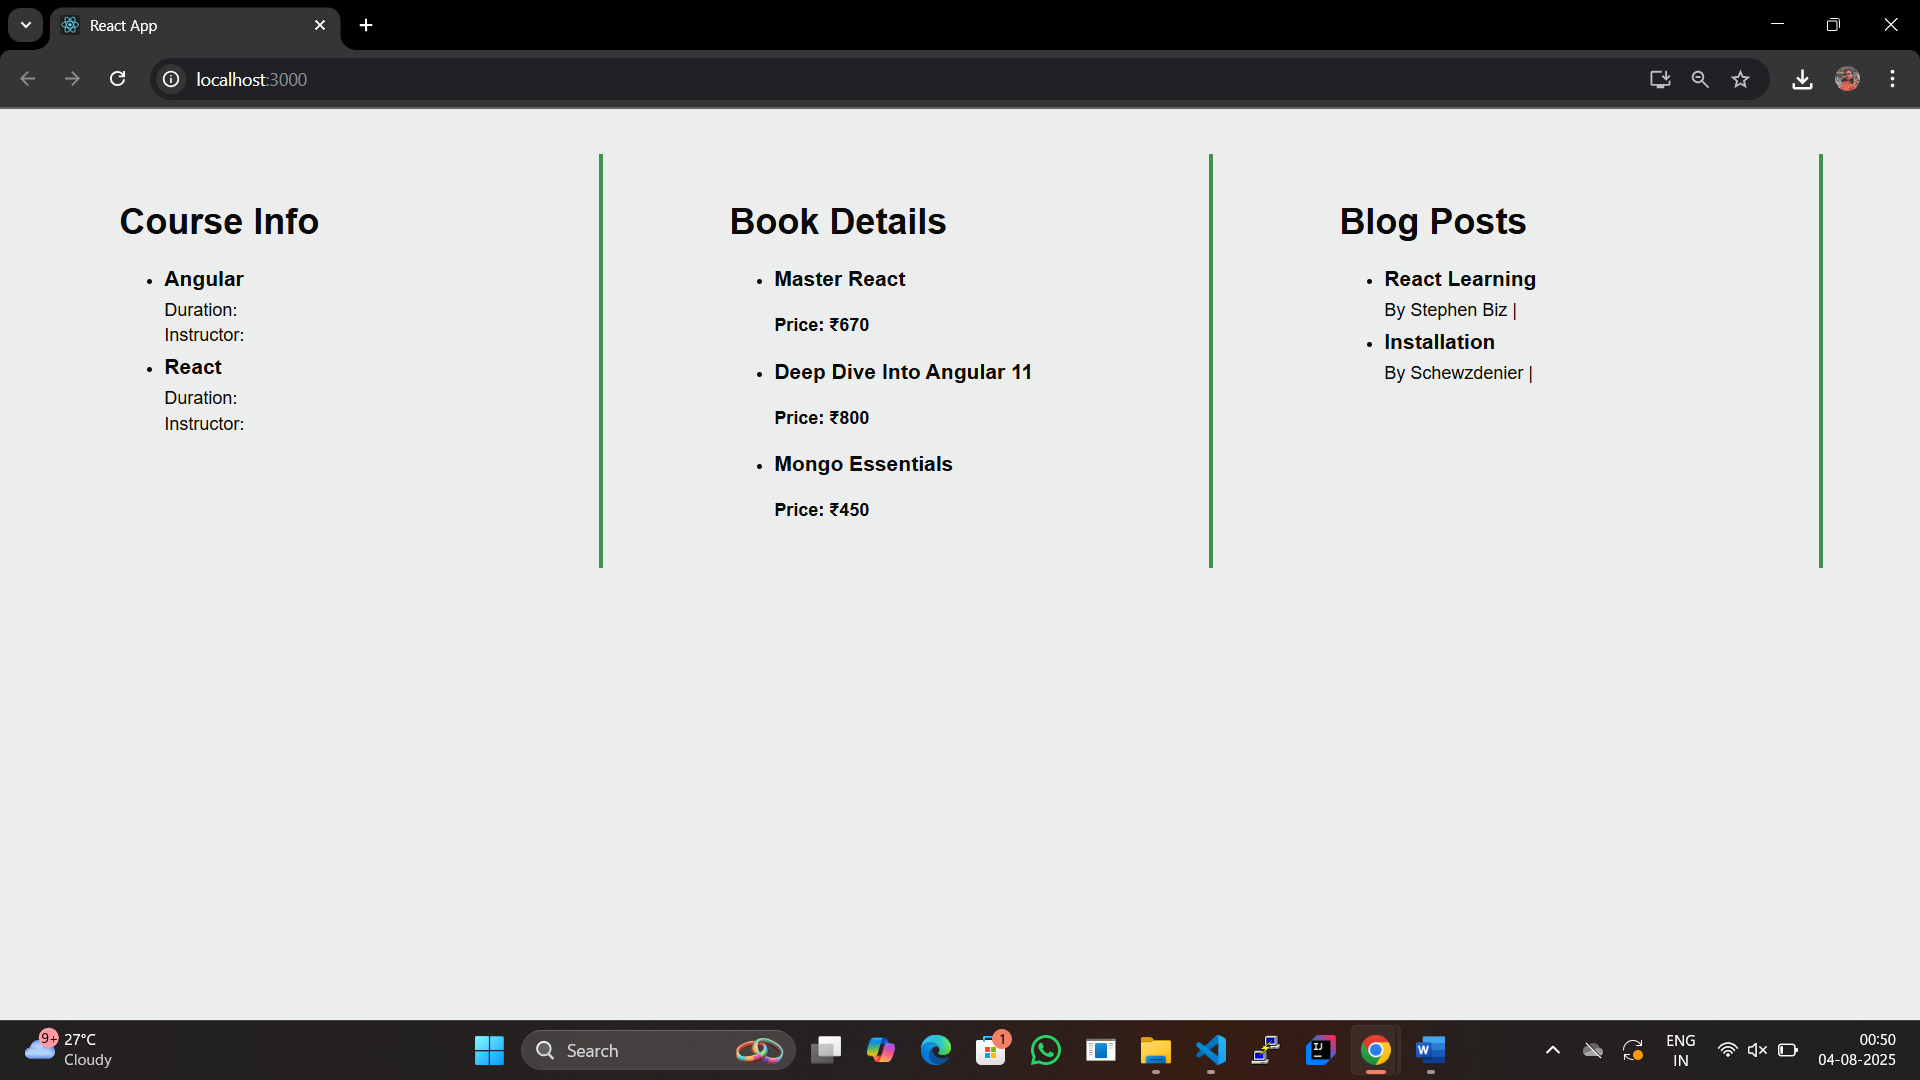 React App
localhost:3000
Course Info
• Angular
Duration:
Instructor:
• React
Duration:
Instructor:
Book Details
• Master React
Price: ₹670
• Deep Dive Into Angular 11
Price: ₹800
• Mongo Essentials
Price: ₹450
Blog Posts
• React Learning
By Stephen Biz |
• Installation
By Schewzdenier |
9+
27°C
Cloudy
Search
1
IJ
W
ENG
IN
00:50
04-08-2025